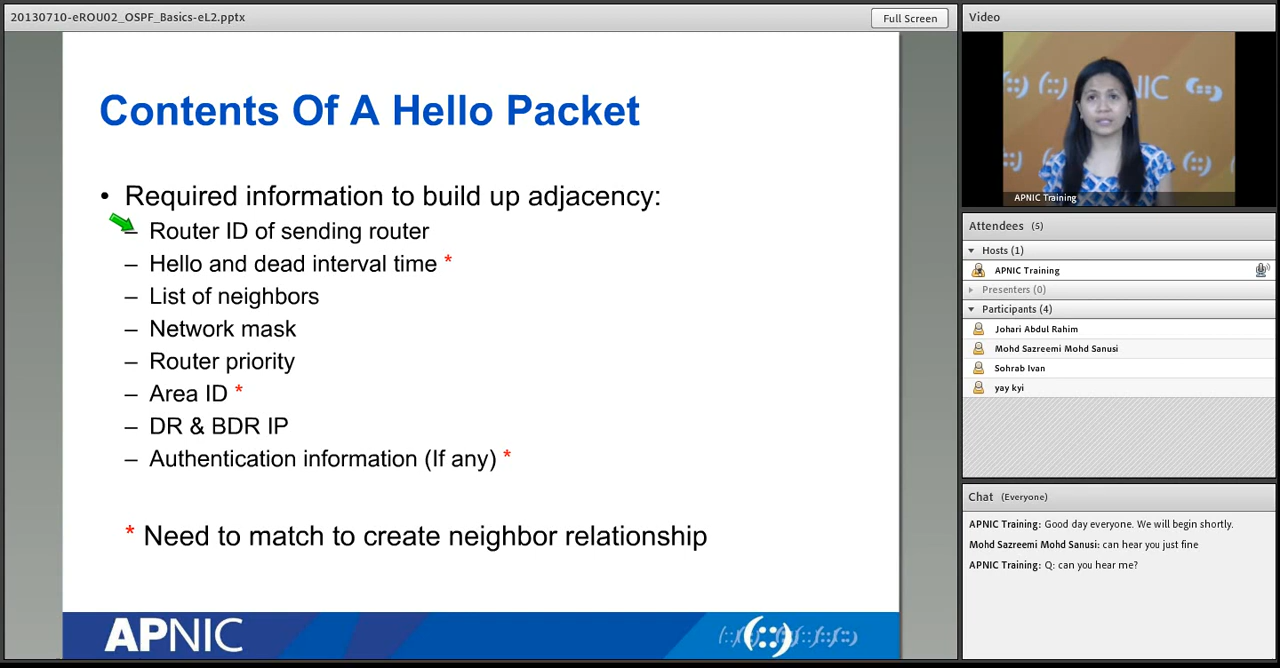 20130710-eROU02_OSPF_Basics-eL2.pptx
Full Screen
Contents Of A Hello Packet
• Required information to build up adjacency:
– Router ID of sending router
– Hello and dead interval time *
– List of neighbors
– Network mask
– Router priority
– Area ID *
– DR & BDR IP
– Authentication information (If any) *
* Need to match to create neighbor relationship
APNIC
Video
NIC
APNIC Training
Attendees (5)
Hosts (1)
APNIC Training
Presenters (0)
Participants (4)
Johari Abdul Rahim
Mohd Sazreemi Mohd Sanusi
Sohrab Ivan
yay kyi
Chat (Everyone)
APNIC Training: Good day everyone. We will begin shortly.
Mohd Sazreemi Mohd Sanusi: can hear you just fine
APNIC Training: Q: can you hear me?